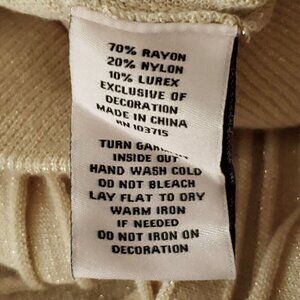 70% RAYON
20% NYLON
10% LUREX
EXCLUSIVE OF
DECORATION
MADE IN CHINA
RN 103715
TURN
INSIDE OUT
HAND WASH COLD
DO NOT BLEACH
LAY FLAT TO DRY
WARM IRON
IF NEEDED
DO NOT IRON ON
DECORATION